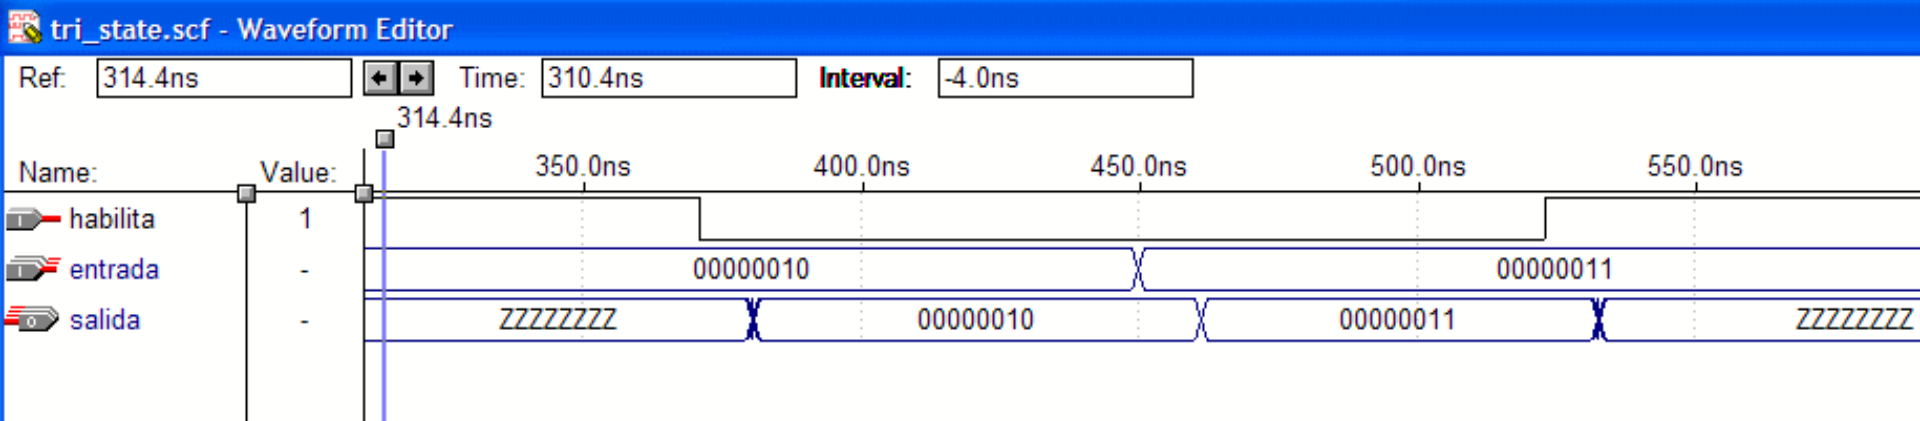 tri_state.scf - Waveform Editor
Ref: 314.4ns Time: 310.4ns Interval: -4.0ns
314.4ns
Name: Value: 350.0ns 400.0ns 450.0ns 500.0ns 550.0ns
habilita 1
entrada - 00000010 00000011
salida - ZZZZZZZZ 00000010 00000011 ZZZZZZZZ